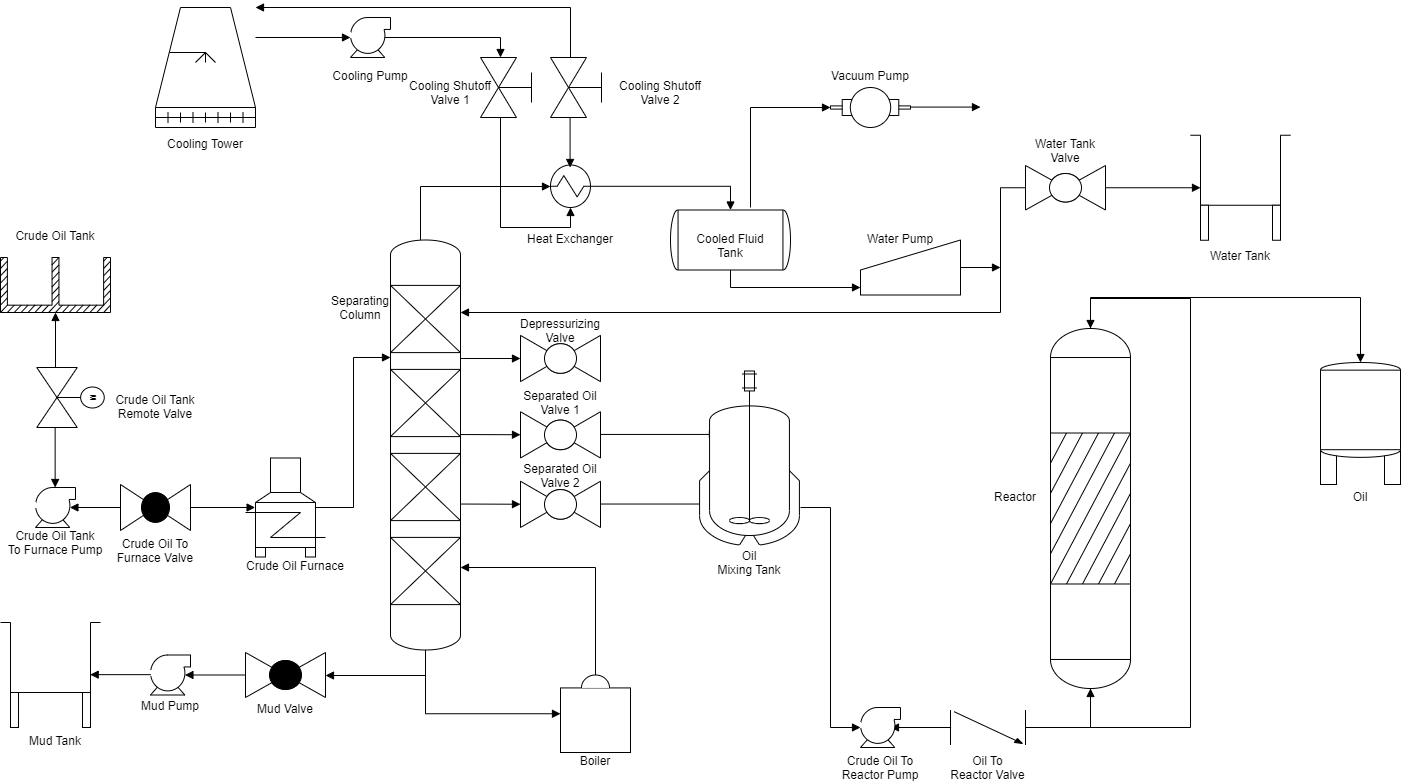 Cooling Pump
Cooling Shutoff
Valve 1
Cooling Shutoff
Valve 2
Vacuum Pump
Cooling Tower
Water Tank
Valve
Crude Oil Tank
Heat Exchanger
Cooled Fluid
Tank
Water Pump
Water Tank
Separating
Column
Depressurizing
Valve
Crude Oil Tank
Remote Valve
M
Separated Oil
Valve 1
Separated Oil
Valve 2
Reactor
Oil
Crude Oil Tank
To Furnace Pump
Crude Oil To
Furnace Valve
Crude Oil Furnace
Oil
Mixing Tank
Mud Pump
Mud Valve
Mud Tank
Boiler
Crude Oil To
Reactor Pump
Oil To
Reactor Valve